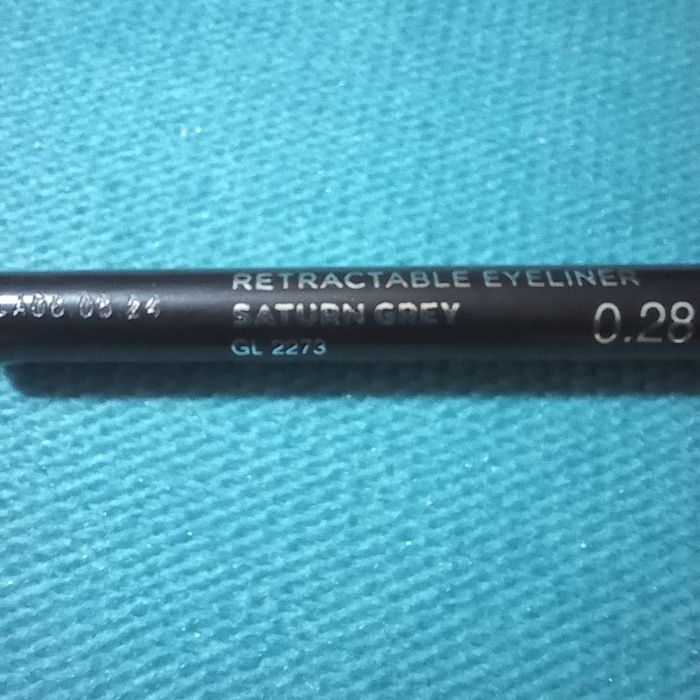 RETRACTABLE EYELINER
SATURN GREY
GL 2273
0.28